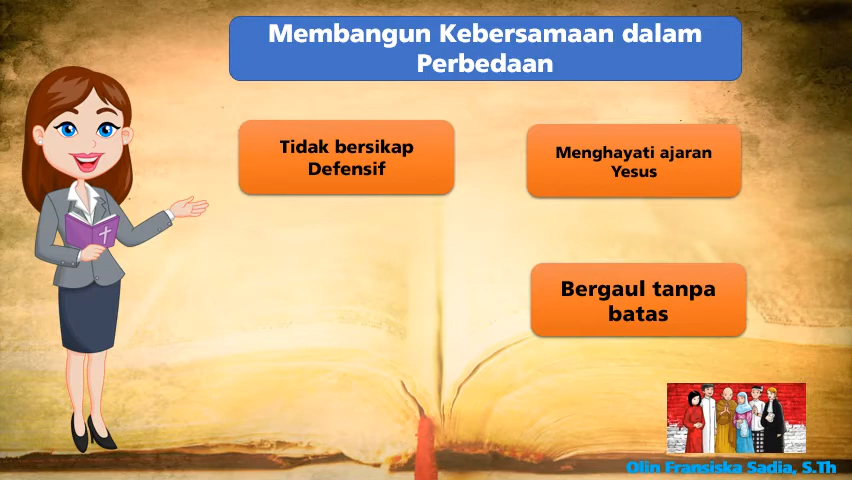 Membangun Kebersamaan dalam
Perbedaan
Tidak bersikap
Defensif
Menghayati ajaran
Yesus
Bergaul tanpa
batas
Olin Fransiska Sadia, S.Th